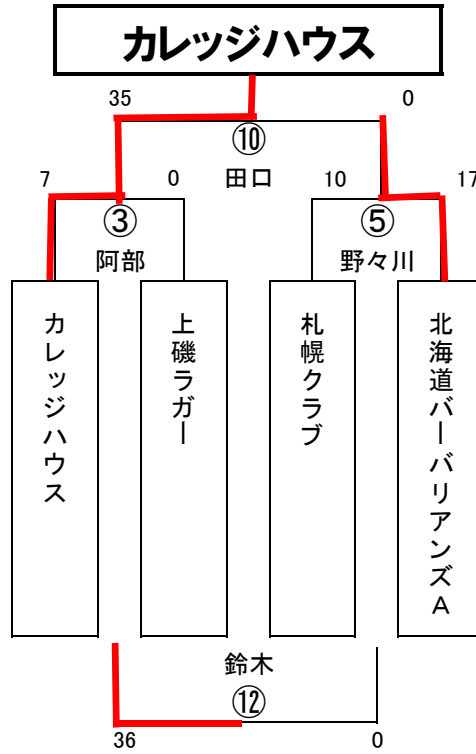 カレッジハウス
35 0
⑩
7 0 田口 10 17
③ ⑤
阿部 野々川
カレッジハウス
上磯ラガー
札幌クラブ
北海道バーバリアンズA
鈴木
⑫
36 0